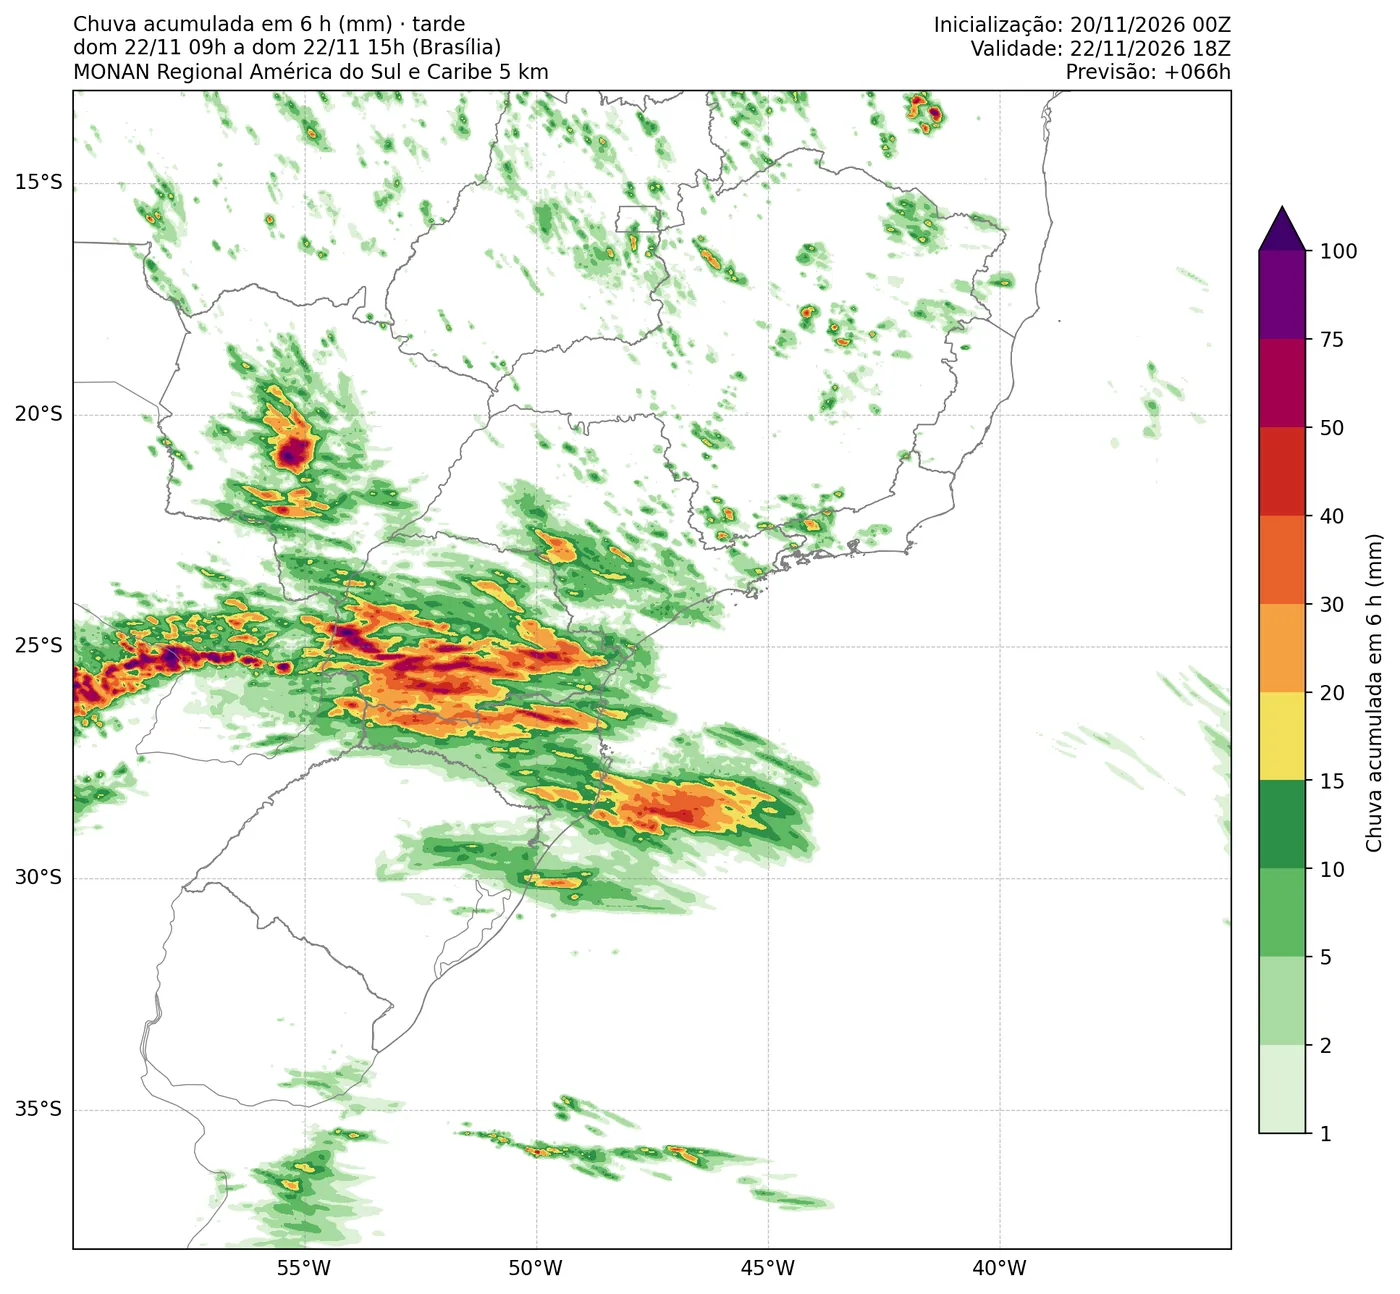 Chuva acumulada em 6 h (mm) · tarde
dom 22/11 09h a dom 22/11 15h (Brasília)
MONAN Regional América do Sul e Caribe 5 km
Inicialização: 20/11/2026 00Z
Validade: 22/11/2026 18Z
Previsão: +066h
15°S
20°S
25°S
30°S
35°S
55°W
50°W
45°W
40°W
100
75
50
40
30
20
15
10
5
2
1
Chuva acumulada em 6 h (mm)